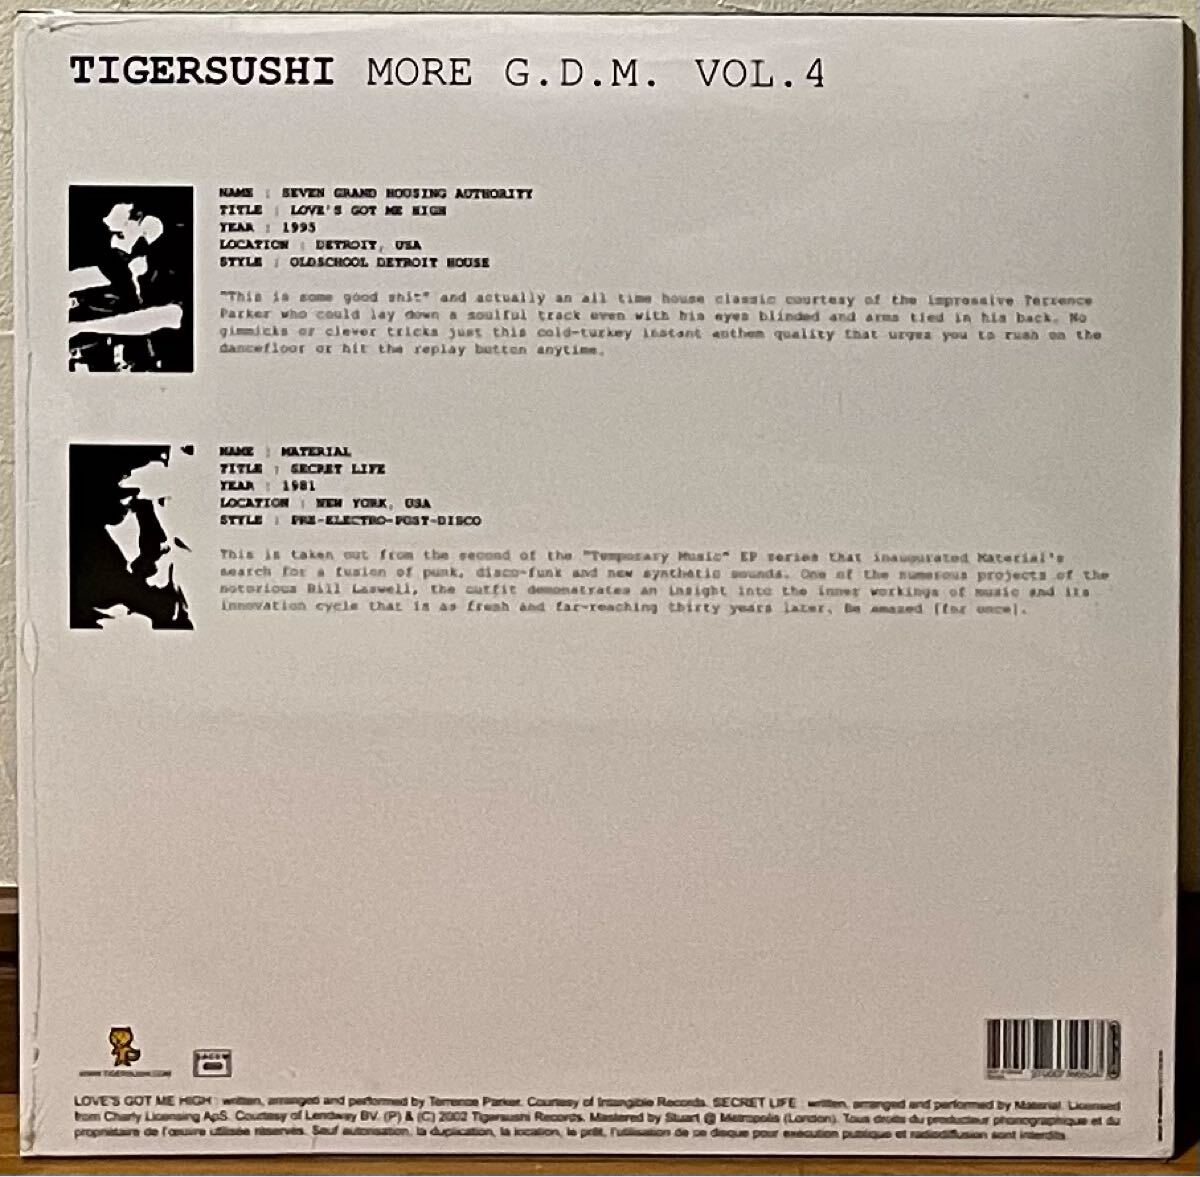 TIGERSUSHI MORE G.D.M. VOL.4
NAME : SEVEN GRAND HOUSING AUTHORITY
TITLE : LOVE'S GOT ME HIGH
YEAR : 1995
LOCATION : DETROIT, USA
STYLE : OLDSCHOOL DETROIT HOUSE
"This is some good shit" and actually an all time house classic courtesy of the impressive Terrence
Parker who could lay down a soulful track even with his eyes blinded and arms tied in his back. No
gimmicks or clever tricks just this cold-turkey instant anthem quality that urges you to rush on the
dancefloor or hit the replay button anytime.
NAME : MATERIAL
TITLE : SECRET LIFE
YEAR : 1981
LOCATION : NEW YORK, USA
STYLE : PRE-ELECTRO-POST-DISCO
This is taken out from the second of the "Temporary Music" EP series that inaugurated Material's
search for a fusion of punk, disco-funk and new synthetic sounds. One of the numerous projects of the
notorious Bill Laswell, the outfit demonstrates an insight into the inner workings of music and its
innovation cycle that is as fresh and far-reaching thirty years later. Be amazed [for once].
WWW.TIGERSUSHI.COM
SACEM
LOVE'S GOT ME HIGH : written, arranged and performed by Terrence Parker. Courtesy of Intangible Records. SECRET LIFE : written, arranged and performed by Material. Licensed
from Charly Licensing ApS. Courtesy of Lendway BV. (P) & (C) 2002 Tigersushi Records. Mastered by Stuart @ Metropolis (London). Tous droits du producteur phonographique et du
propriétaire de l'œuvre utilisée réservés. Sauf autorisation, la duplication, la location, le prêt, l'utilisation de ce disque pour exécution publique et radiodiffusion sont interdits.